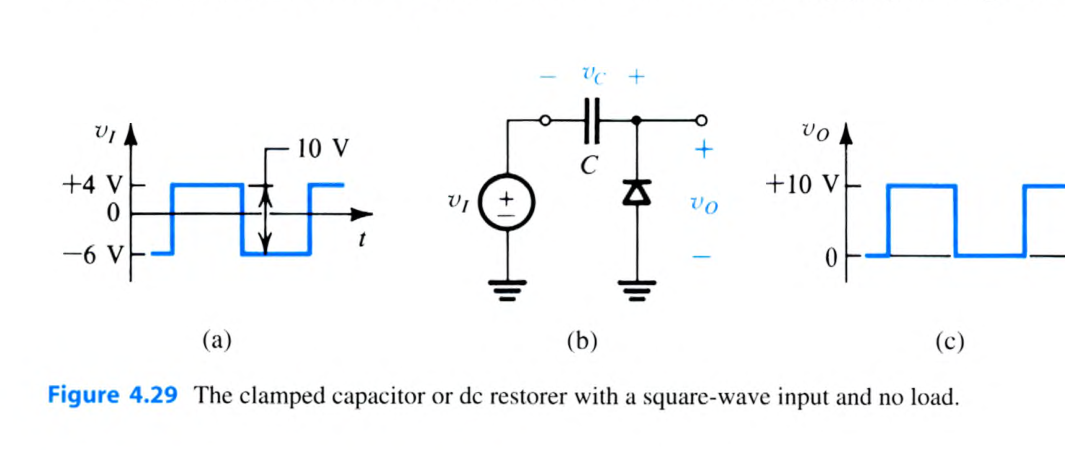 − v_C +
v_I
10 V
+4 V
0
−6 V
t
C
v_I
+
−
+
v_O
−
v_O
+10 V
0
(a)
(b)
(c)
Figure 4.29 The clamped capacitor or dc restorer with a square-wave input and no load.